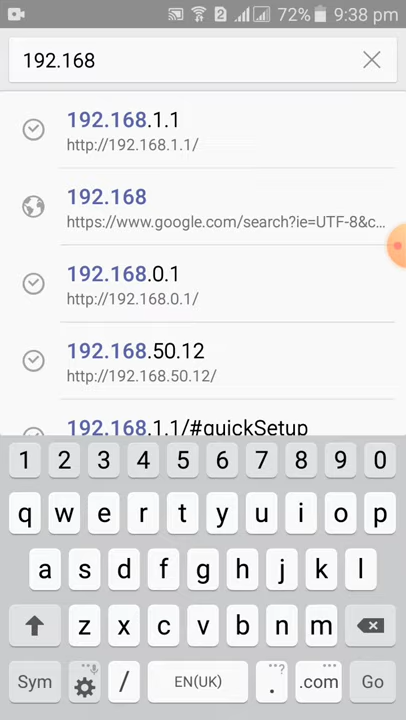 2 72% 9:38 pm
192.168
192.168.1.1
http://192.168.1.1/
192.168
https://www.google.com/search?ie=UTF-8&c...
192.168.0.1
http://192.168.0.1/
192.168.50.12
http://192.168.50.12/
192.168.1.1/#quickSetup
1 2 3 4 5 6 7 8 9 0
q w e r t y u i o p
a s d f g h j k l
z x c v b n m
Sym / EN(UK) . ...? .com ... Go